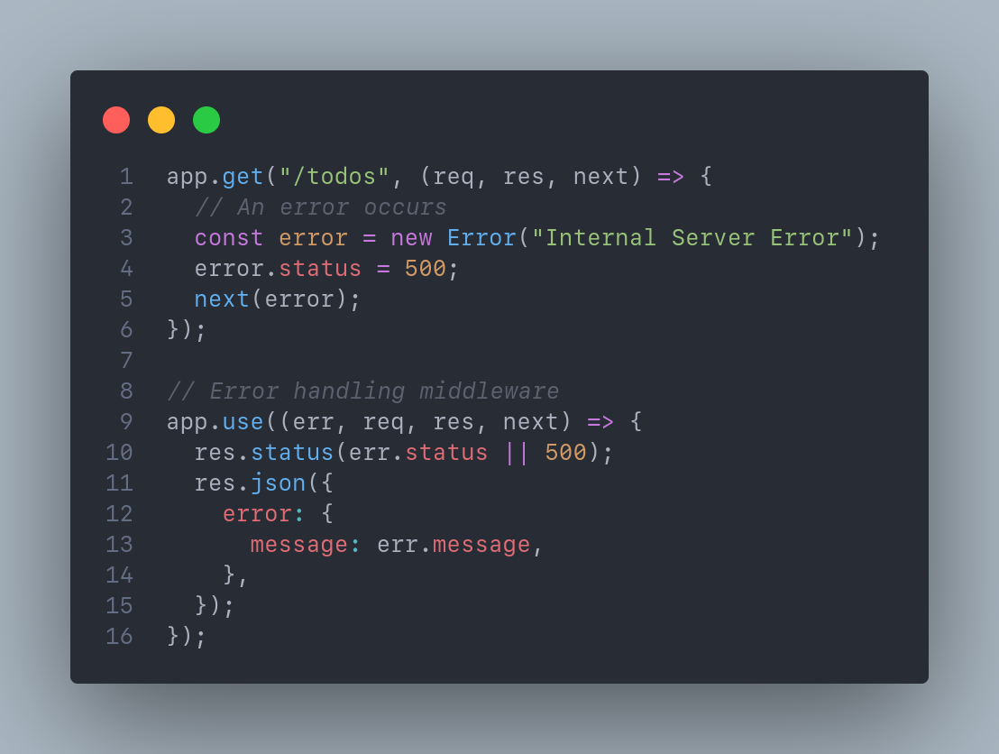 1 app.get("/todos", (req, res, next) => {
2   // An error occurs
3   const error = new Error("Internal Server Error");
4   error.status = 500;
5   next(error);
6 });
7
8 // Error handling middleware
9 app.use((err, req, res, next) => {
10   res.status(err.status || 500);
11   res.json({
12     error: {
13       message: err.message,
14     },
15   });
16 });